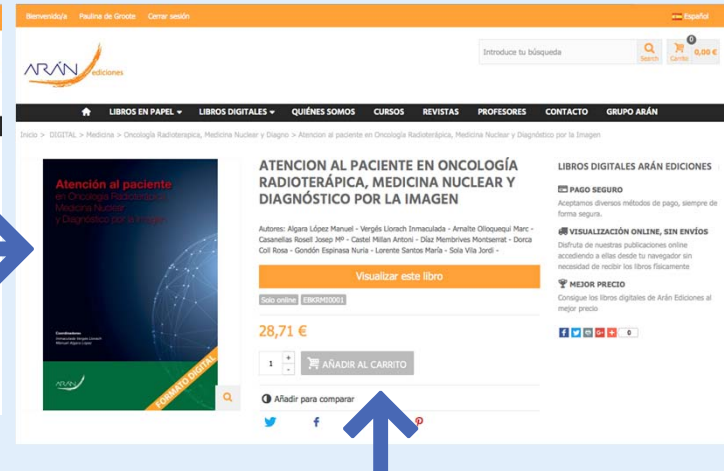 Bienvenido/a Paulina de Groote Cerrar sesión
Español
ARÁN ediciones
Introduce tu búsqueda
Search
0
Carrito
0,00 €
LIBROS EN PAPEL LIBROS DIGITALES QUIÉNES SOMOS CURSOS REVISTAS PROFESORES CONTACTO GRUPO ARÁN
Inicio > DIGITAL > Medicina > Oncología Radioterapica, Medicina Nuclear y Diagno > Atencion al paciente en Oncología Radioterápica, Medicina Nuclear y Diagnóstico por la Imagen
Atención al paciente
en Oncología Radioterápica,
Medicina Nuclear
y Diagnóstico por la Imagen
Coordinadores:
Inmaculada Vergés Llorach
Manuel Algara López
ARÁN
FORMATO DIGITAL
ATENCION AL PACIENTE EN ONCOLOGÍA
RADIOTERÁPICA, MEDICINA NUCLEAR Y
DIAGNÓSTICO POR LA IMAGEN
Autores: Algara López Manuel - Vergés Llorach Inmaculada - Arnalte Olloquequi Marc -
Casanelias Rosell Josep Mª - Castel Millan Antoni - Díaz Membrives Montserrat - Dorca
Coll Rosa - Gondón Espinasa Nuria - Lorente Santos María - Sola Vila Jordi -
Visualizar este libro
Solo online EBKRMI0001
28,71 €
1 + -
AÑADIR AL CARRITO
Añadir para comparar
LIBROS DIGITALES ARÁN EDICIONES
PAGO SEGURO
Aceptamos diversos métodos de pago, siempre de
forma segura.
VISUALIZACIÓN ONLINE, SIN ENVÍOS
Disfruta de nuestras publicaciones online
accediendo a ellas desde tu navegador sin
necesidad de recibir los libros físicamente
MEJOR PRECIO
Consigue los libros digitales de Arán Ediciones al
mejor precio
0